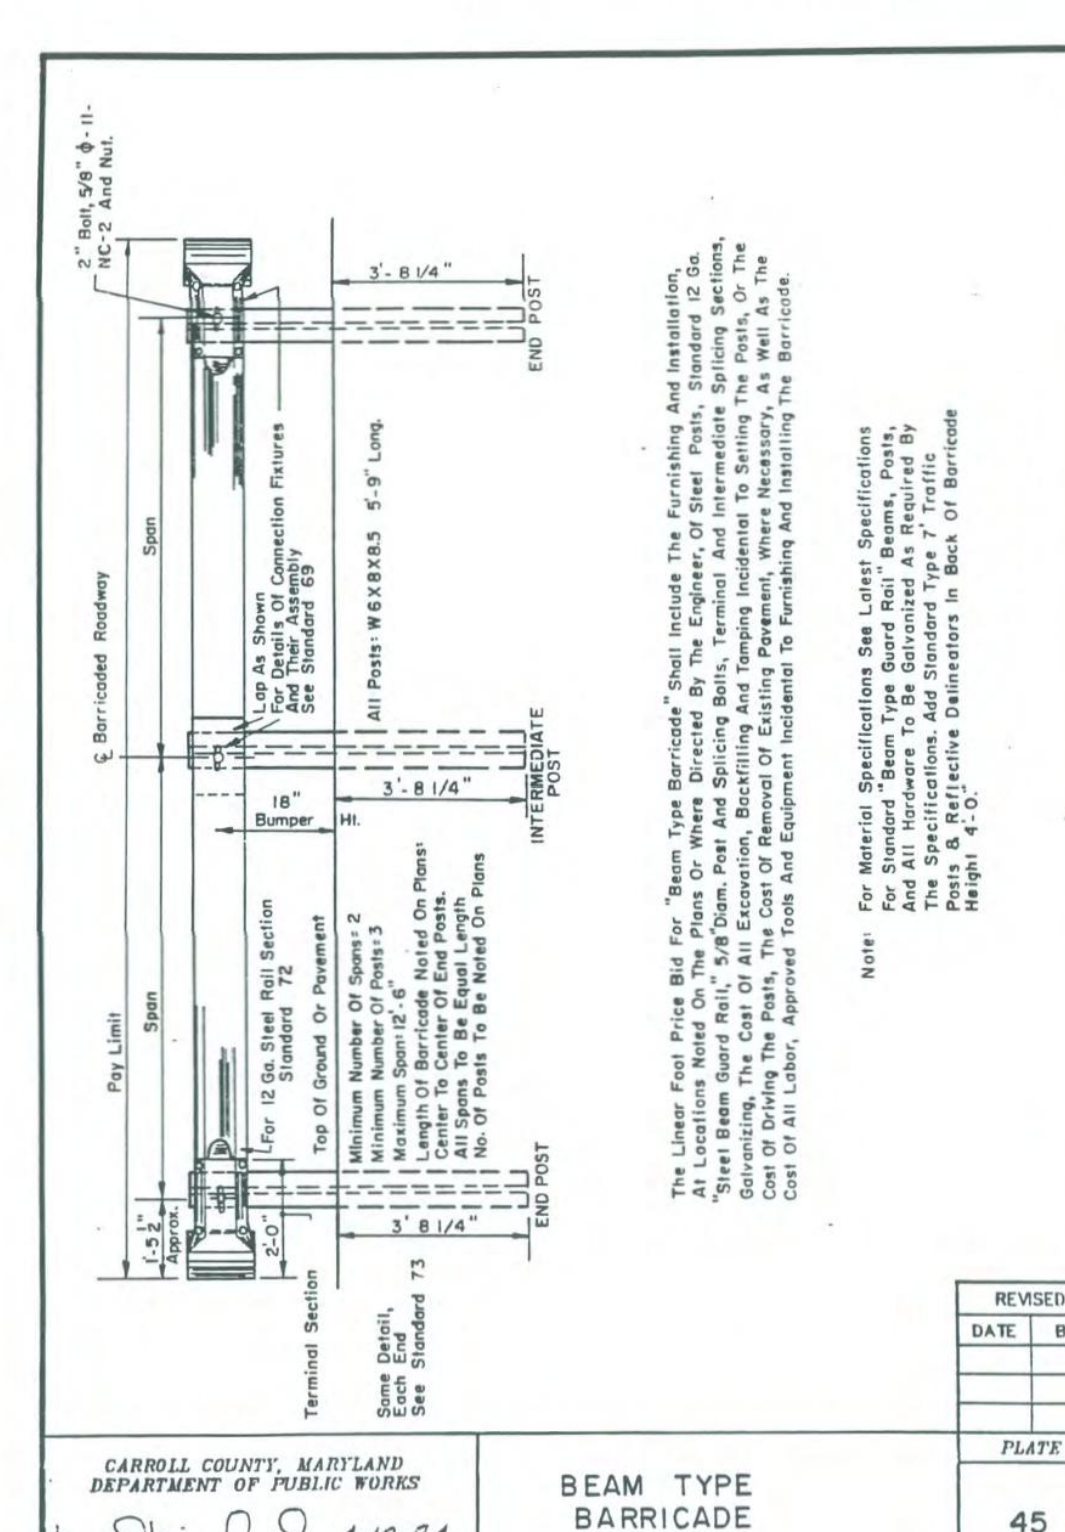 2" Bolt, 5/8" ϕ - 11-
NC-2 And Nut.
Pay Limit
℄ Barricaded Roadway
Span
Span
1'-5 1/2"
Approx.
2'-0"
For 12 Ga. Steel Rail Section
Standard 72
Lap As Shown
For Details Of Connection Fixtures
And Their Assembly
See Standard 69
18"
Bumper Ht.
Top Of Ground Or Pavement
Terminal Section
Same Detail,
Each End
See Standard 73
3' 8 1/4"
END POST
3'- 8 1/4"
INTERMEDIATE
POST
3'- 8 1/4"
END POST
All Posts: W6X8X8.5 5'-9" Long.
Minimum Number Of Spans= 2
Minimum Number Of Posts=3
Maximum Span=12'-6"
Length Of Barricade Noted On Plans:
Center To Center Of End Posts.
All Spans To Be Equal Length
No. Of Posts To Be Noted On Plans
The Linear Foot Price Bid For "Beam Type Barricade" Shall Include The Furnishing And Installation,
At Locations Noted On The Plans Or Where Directed By The Engineer, Of Steel Posts, Standard 12 Ga.
"Steel Beam Guard Rail," 5/8" Diam. Post And Splicing Bolts, Terminal And Intermediate Splicing Sections,
Galvanizing, The Cost Of All Excavation, Backfilling And Tamping Incidental To Setting The Posts, Or The
Cost Of Driving The Posts, The Cost Of Removal Of Existing Pavement, Where Necessary, As Well As The
Cost Of All Labor, Approved Tools And Equipment Incidental To Furnishing And Installing The Barricade.
Note: For Material Specifications See Latest Specifications
For Standard "Beam Type Guard Rail" Beams, Posts,
And All Hardware To Be Galvanized As Required By
The Specifications. Add Standard Type 7' Traffic
Posts & Reflective Delineators In Back Of Barricade
Height 4'-0."
REVISED
DATE
CARROLL COUNTY, MARYLAND
DEPARTMENT OF PUBLIC WORKS
BEAM TYPE
BARRICADE
PLATE
45